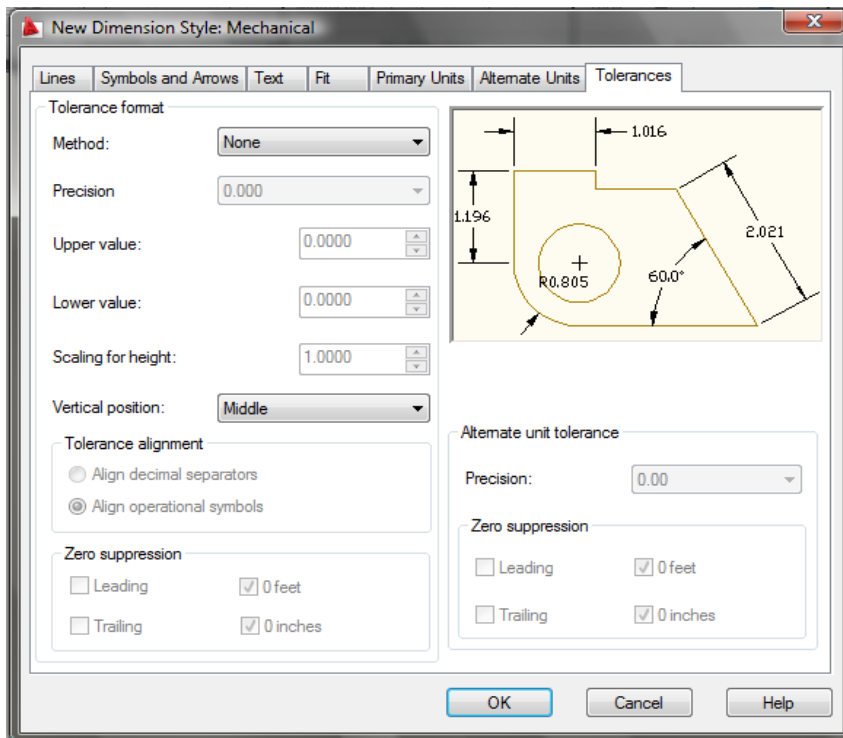 New Dimension Style: Mechanical
Lines Symbols and Arrows Text Fit Primary Units Alternate Units Tolerances
Tolerance format
Method: None
Precision 0.000
Upper value: 0.0000
Lower value: 0.0000
Scaling for height: 1.0000
Vertical position: Middle
Tolerance alignment
Align decimal separators
Align operational symbols
Zero suppression
Leading 0 feet
Trailing 0 inches
1.016
1.196
2.021
R0.805
60.0°
Alternate unit tolerance
Precision: 0.00
Zero suppression
Leading 0 feet
Trailing 0 inches
OK Cancel Help